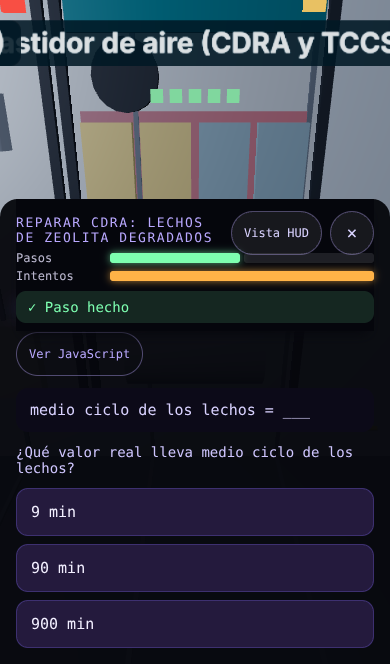 astidor de aire (CDRA y TCCS
REPARAR CDRA: LECHOS
DE ZEOLITA DEGRADADOS
Vista HUD
×
Pasos
Intentos
✓ Paso hecho
Ver JavaScript
medio ciclo de los lechos = ___
¿Qué valor real lleva medio ciclo de los
lechos?
9 min
90 min
900 min